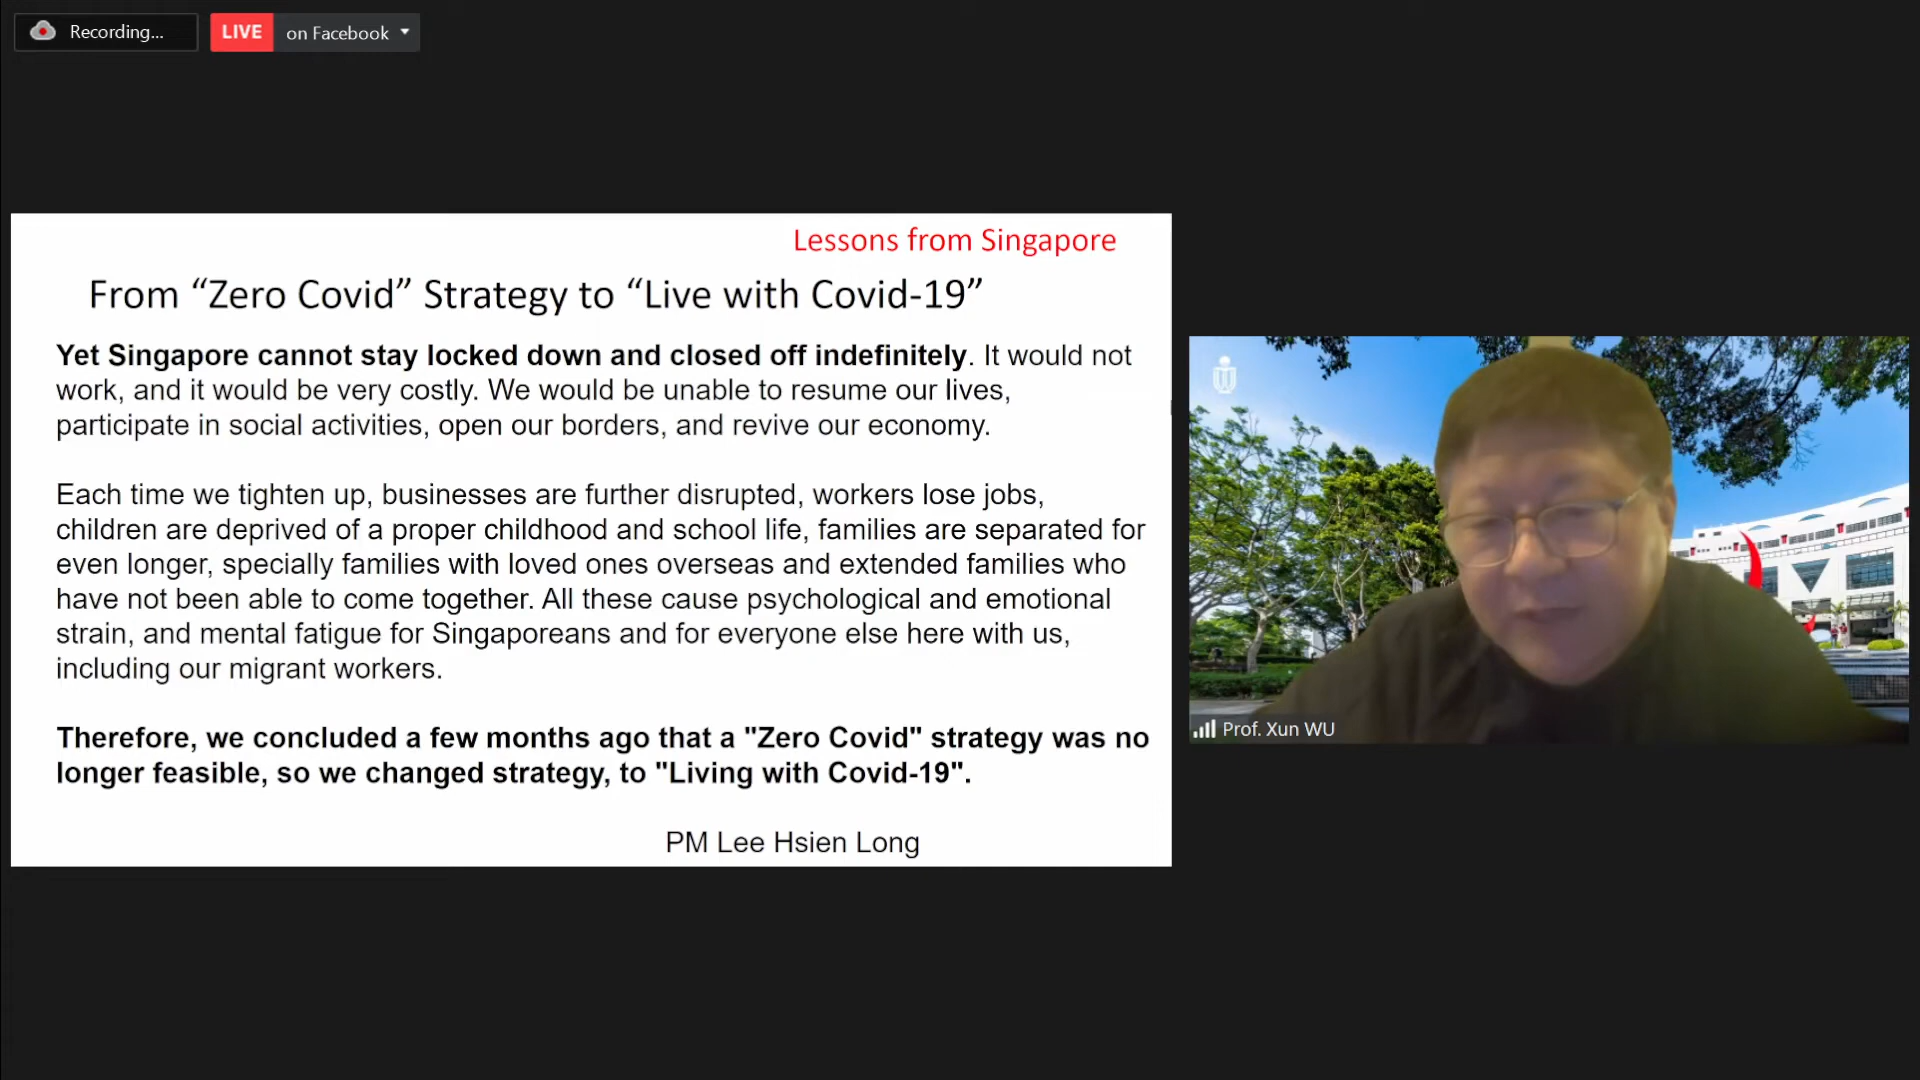 Recording...
LIVE on Facebook
Lessons from Singapore
From “Zero Covid” Strategy to “Live with Covid-19”
Yet Singapore cannot stay locked down and closed off indefinitely. It would not
work, and it would be very costly. We would be unable to resume our lives,
participate in social activities, open our borders, and revive our economy.
Each time we tighten up, businesses are further disrupted, workers lose jobs,
children are deprived of a proper childhood and school life, families are separated for
even longer, specially families with loved ones overseas and extended families who
have not been able to come together. All these cause psychological and emotional
strain, and mental fatigue for Singaporeans and for everyone else here with us,
including our migrant workers.
Therefore, we concluded a few months ago that a "Zero Covid" strategy was no
longer feasible, so we changed strategy, to "Living with Covid-19".
PM Lee Hsien Long
Prof. Xun WU